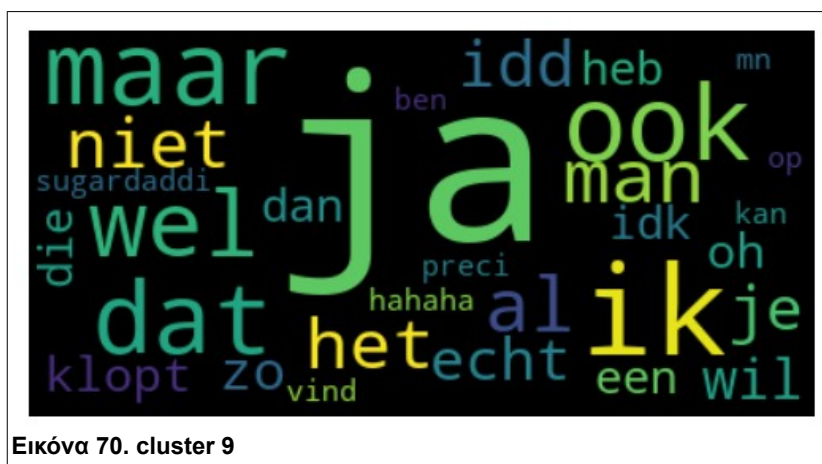 maar
idd
heb
mn
ja
ben
ook
niet
man
op
sugardaddi
wel
dan
idk
kan
die
preci
oh
dat
hahaha
al
ik
je
het
echt
klopt
zo
vind
een
wil
Εικόνα 70. cluster 9